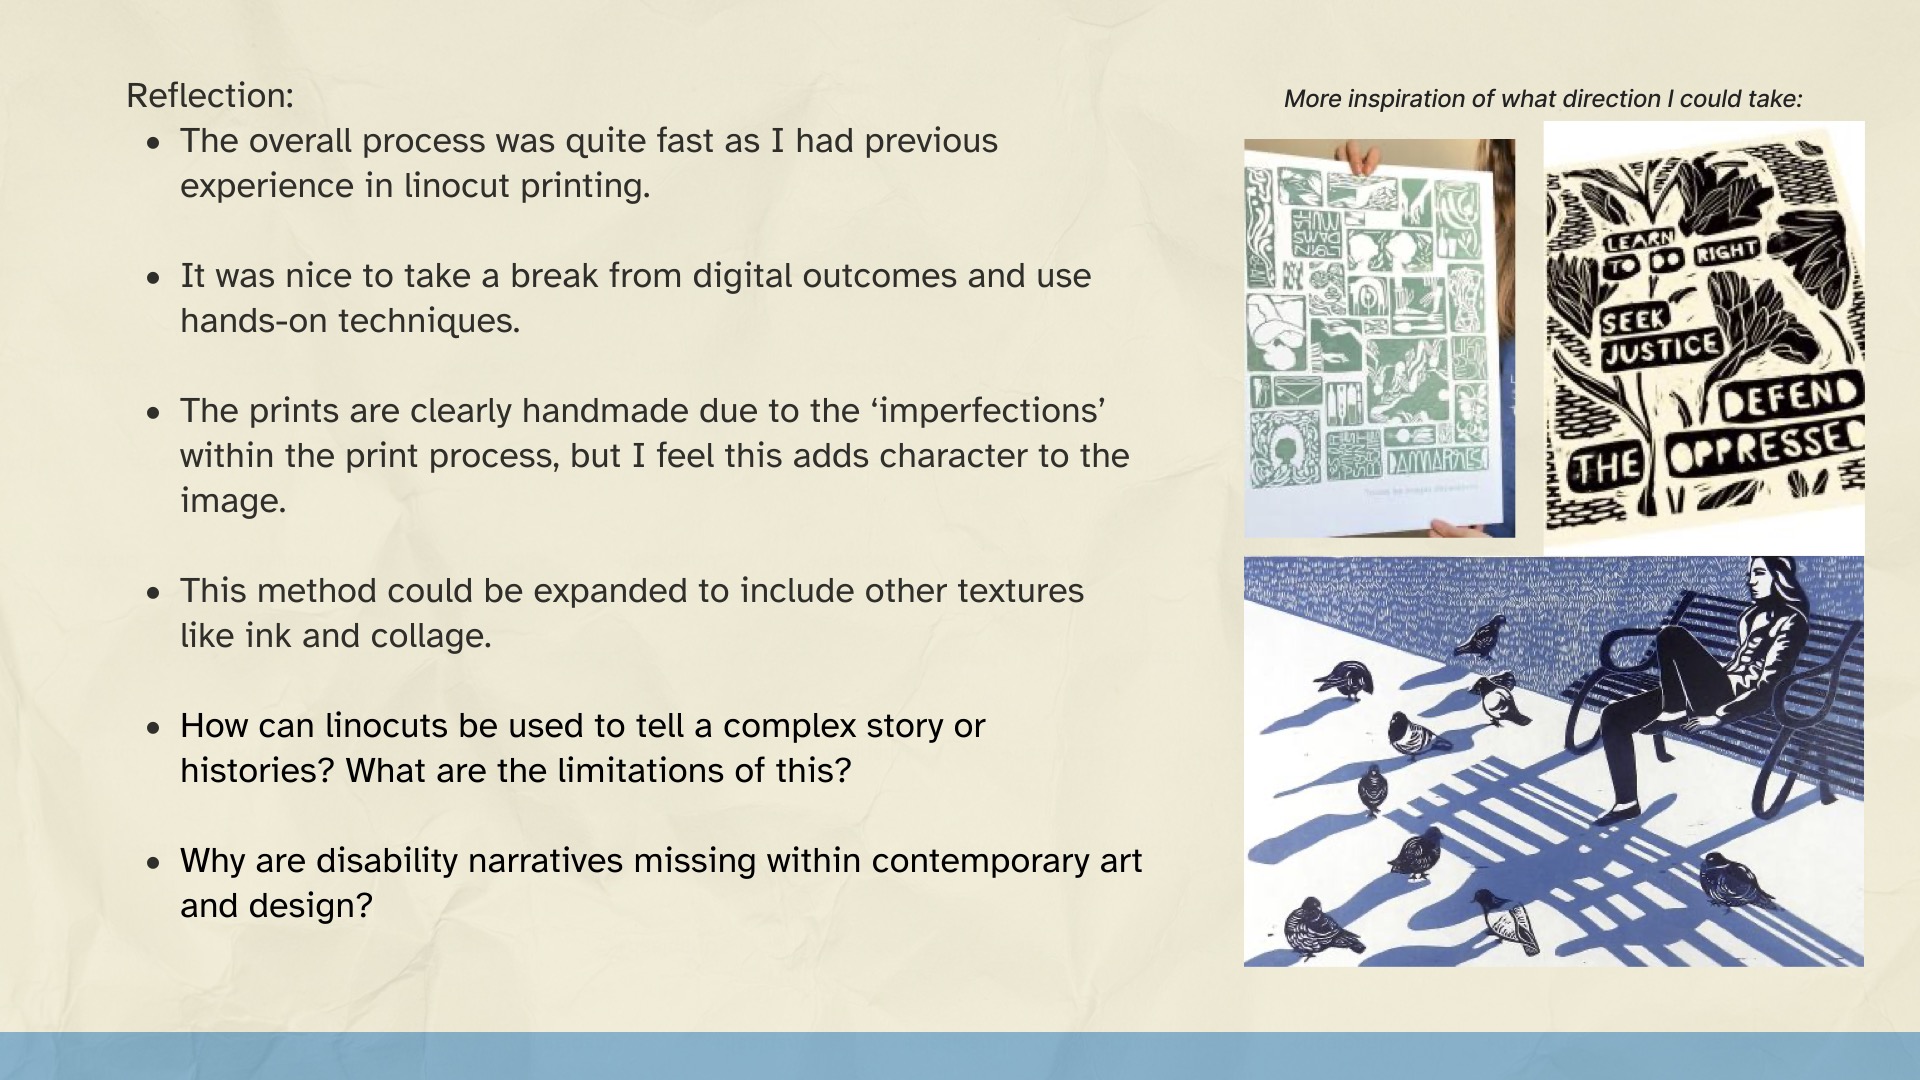 Reflection:
• The overall process was quite fast as I had previous
experience in linocut printing.
• It was nice to take a break from digital outcomes and use
hands-on techniques.
• The prints are clearly handmade due to the ‘imperfections’
within the print process, but I feel this adds character to the
image.
• This method could be expanded to include other textures
like ink and collage.
• How can linocuts be used to tell a complex story or
histories? What are the limitations of this?
• Why are disability narratives missing within contemporary art
and design?
More inspiration of what direction I could take:
LEARN
TO DO RIGHT
SEEK
JUSTICE
DEFEND
THE OPPRESSED